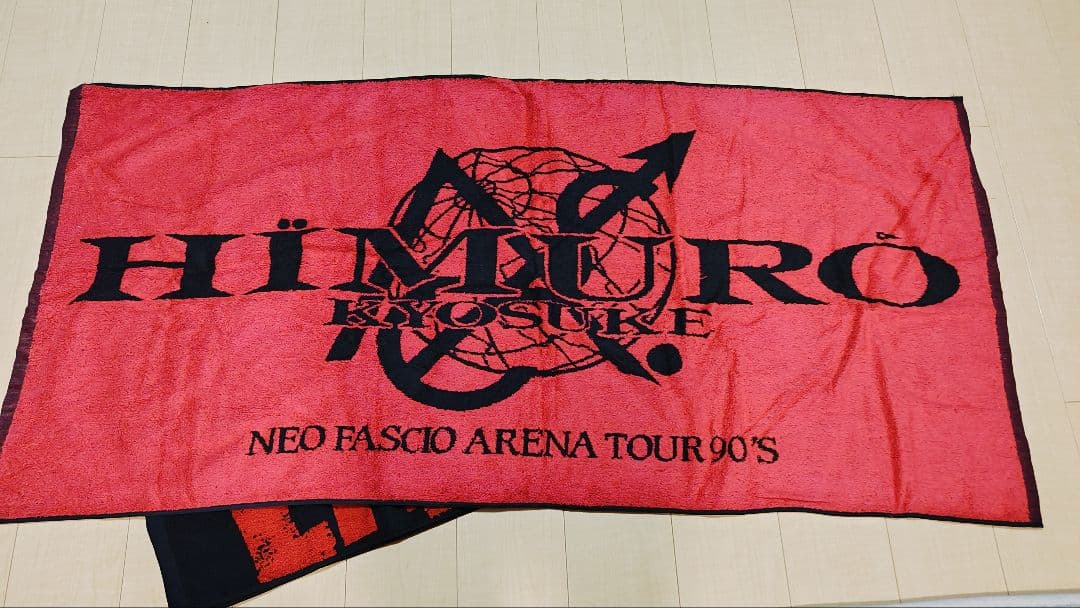 HÏMURÖ
KYOSUKE
NEO FASCIO ARENA TOUR 90'S